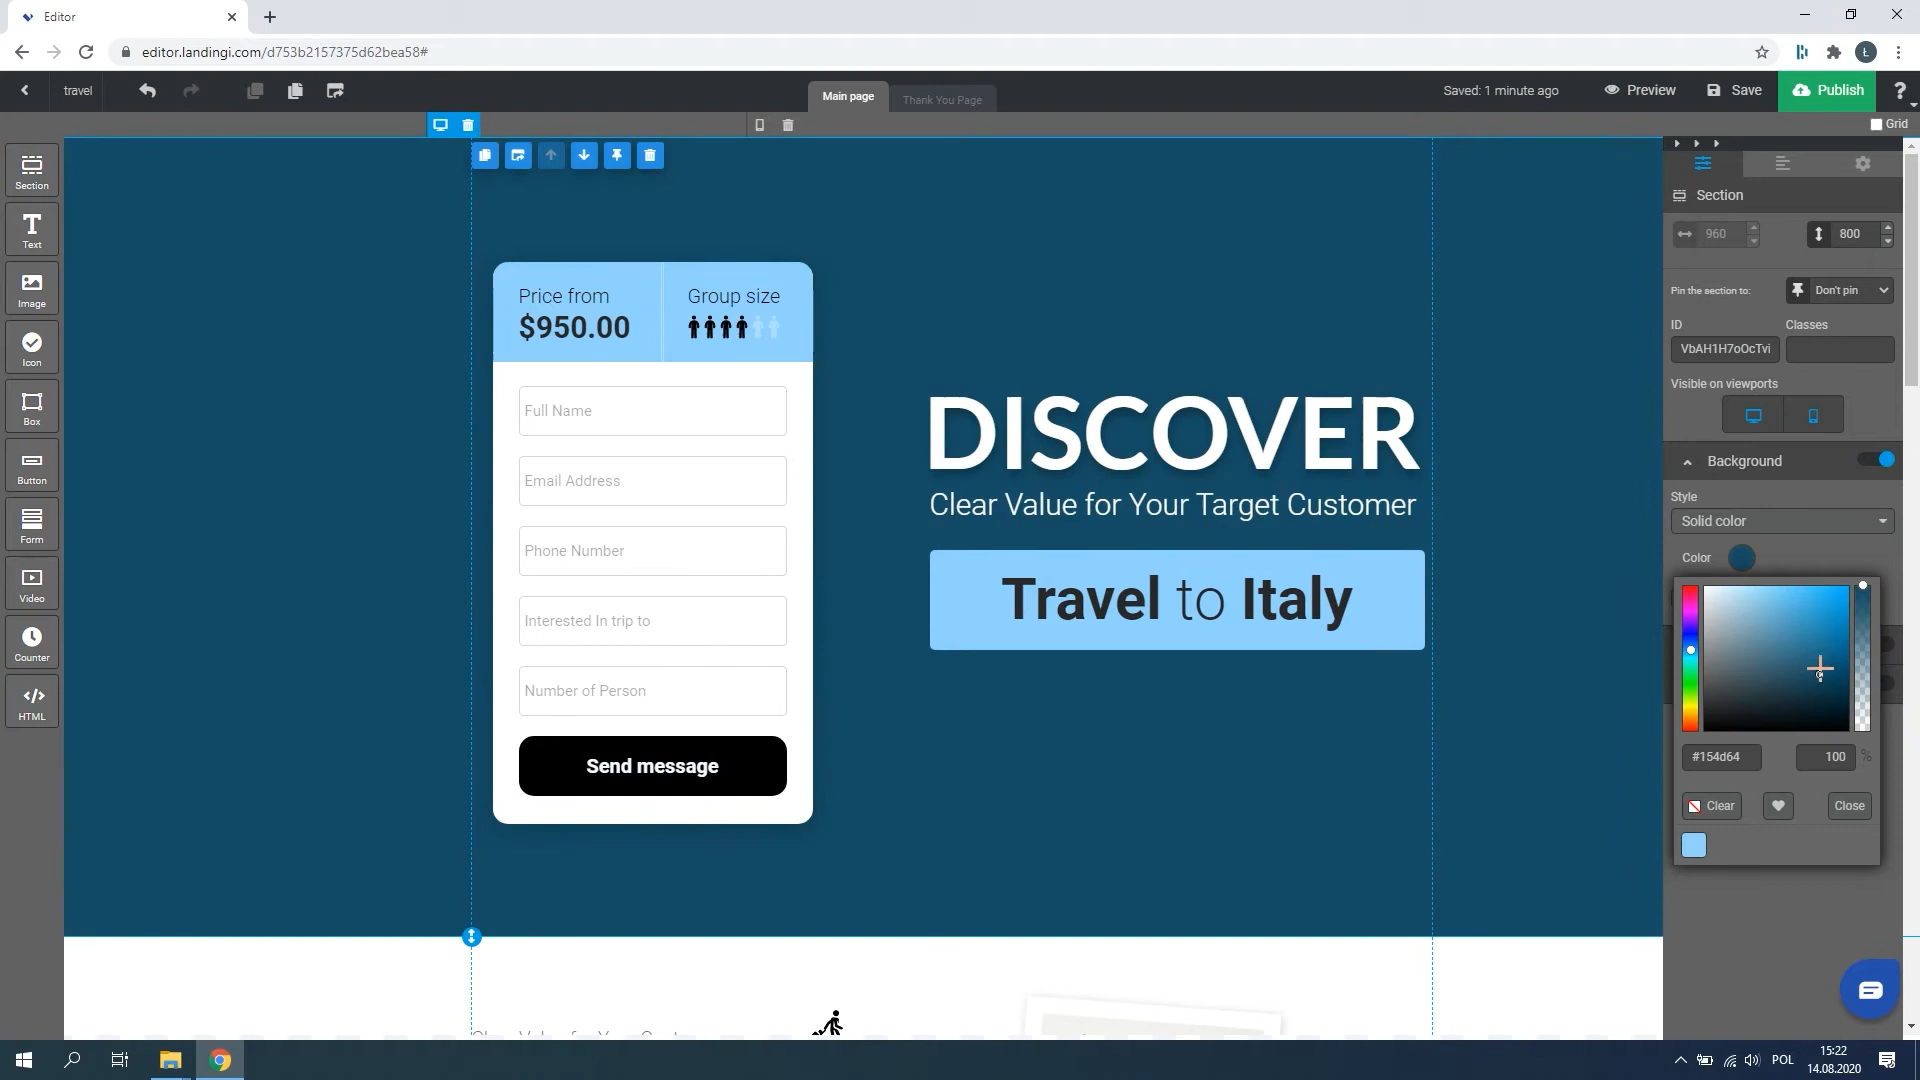 Editor
editor.landingi.com/d753b2157375d62bea58#
travel
Main page
Thank You Page
Saved: 1 minute ago
Preview
Save
Publish
?
Grid
Section
Text
Image
Icon
Box
Button
Form
Video
Counter
HTML
Price from
$950.00
Group size
Full Name
Email Address
Phone Number
Interested In trip to
Number of Person
Send message
DISCOVER
Clear Value for Your Target Customer
Travel to Italy
Section
960
800
Pin the section to:
Don't pin
ID
Classes
VbAH1H7oOcTvi
Visible on viewports
Background
Style
Solid color
Color
#154d64
100
%
Clear
Close
POL
15:22
14.08.2020